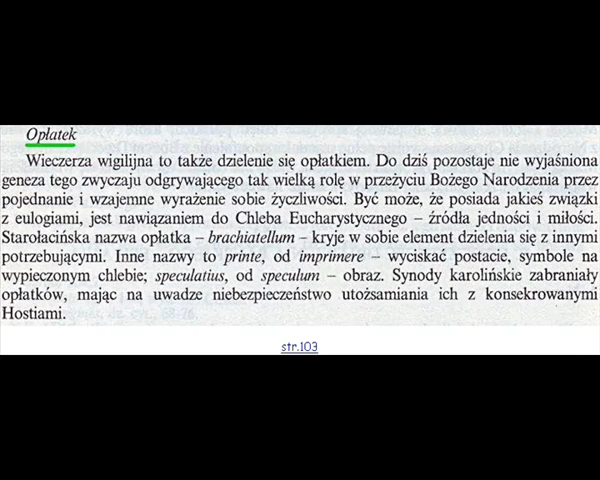 Opłatek
Wieczerza wigilijna to także dzielenie się opłatkiem. Do dziś pozostaje nie wyjaśniona
geneza tego zwyczaju odgrywającego tak wielką rolę w przeżyciu Bożego Narodzenia przez
pojednanie i wzajemne wyrażenie sobie życzliwości. Być może, że posiada jakieś związki
z eulogiami, jest nawiązaniem do Chleba Eucharystycznego – źródła jedności i miłości.
Starołacińska nazwa opłatka – brachiatellum – kryje w sobie element dzielenia się z innymi
potrzebującymi. Inne nazwy to printe, od imprimere – wyciskać postacie, symbole na
wypieczonym chlebie; speculatius, od speculum – obraz. Synody karolińskie zabraniały
opłatków, mając na uwadze niebezpieczeństwo utożsamiania ich z konsekrowanymi
Hostiami.
str.103